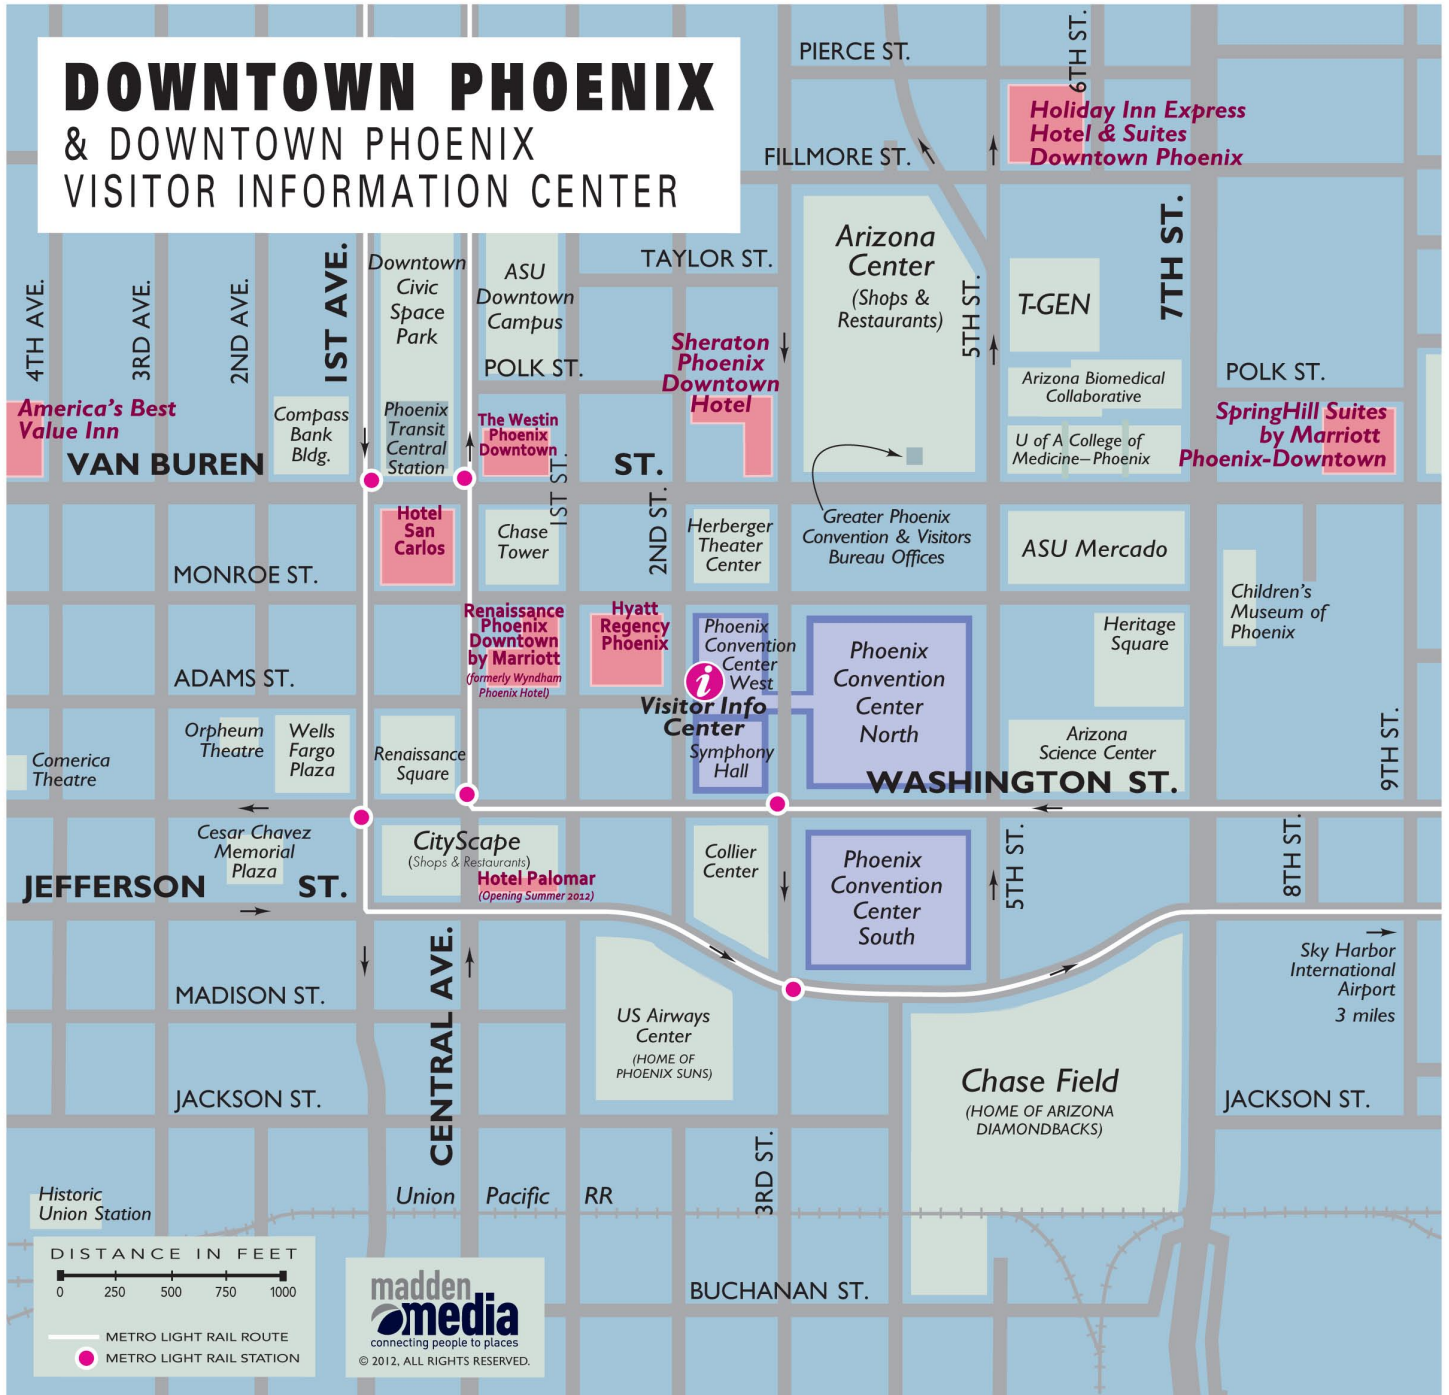 DOWNTOWN PHOENIX
& DOWNTOWN PHOENIX
VISITOR INFORMATION CENTER
PIERCE ST.
6TH ST.
Holiday Inn Express
Hotel & Suites
Downtown Phoenix
FILLMORE ST.
7TH ST.
4TH AVE.
3RD AVE.
2ND AVE.
1ST AVE.
Downtown
Civic
Space
Park
ASU
Downtown
Campus
TAYLOR ST.
Arizona
Center
(Shops &
Restaurants)
5TH ST.
T-GEN
POLK ST.
Sheraton
Phoenix
Downtown
Hotel
Arizona Biomedical
Collaborative
POLK ST.
America's Best
Value Inn
Compass
Bank
Bldg.
Phoenix
Transit
Central
Station
The Westin
Phoenix
Downtown
U of A College of
Medicine–Phoenix
SpringHill Suites
by Marriott
Phoenix-Downtown
VAN BUREN
ST.
1ST ST.
2ND ST.
Hotel
San
Carlos
Chase
Tower
Herberger
Theater
Center
Greater Phoenix
Convention & Visitors
Bureau Offices
ASU Mercado
MONROE ST.
Children's
Museum of
Phoenix
Renaissance
Phoenix
Downtown
by Marriott
(formerly Wyndham
Phoenix Hotel)
Hyatt
Regency
Phoenix
Phoenix
Convention
Center
West
i
Visitor Info
Center
Phoenix
Convention
Center
North
Heritage
Square
ADAMS ST.
Orpheum
Theatre
Wells
Fargo
Plaza
Renaissance
Square
Symphony
Hall
Arizona
Science Center
9TH ST.
Comerica
Theatre
WASHINGTON ST.
Cesar Chavez
Memorial
Plaza
CityScape
(Shops & Restaurants)
Hotel Palomar
(Opening Summer 2012)
Collier
Center
Phoenix
Convention
Center
South
5TH ST.
8TH ST.
JEFFERSON
ST.
CENTRAL AVE.
Sky Harbor
International
Airport
3 miles
MADISON ST.
US Airways
Center
(HOME OF
PHOENIX SUNS)
Chase Field
(HOME OF ARIZONA
DIAMONDBACKS)
JACKSON ST.
JACKSON ST.
3RD ST.
Historic
Union Station
Union Pacific RR
DISTANCE IN FEET
0 250 500 750 1000
METRO LIGHT RAIL ROUTE
METRO LIGHT RAIL STATION
madden
media
connecting people to places
© 2012, ALL RIGHTS RESERVED.
BUCHANAN ST.